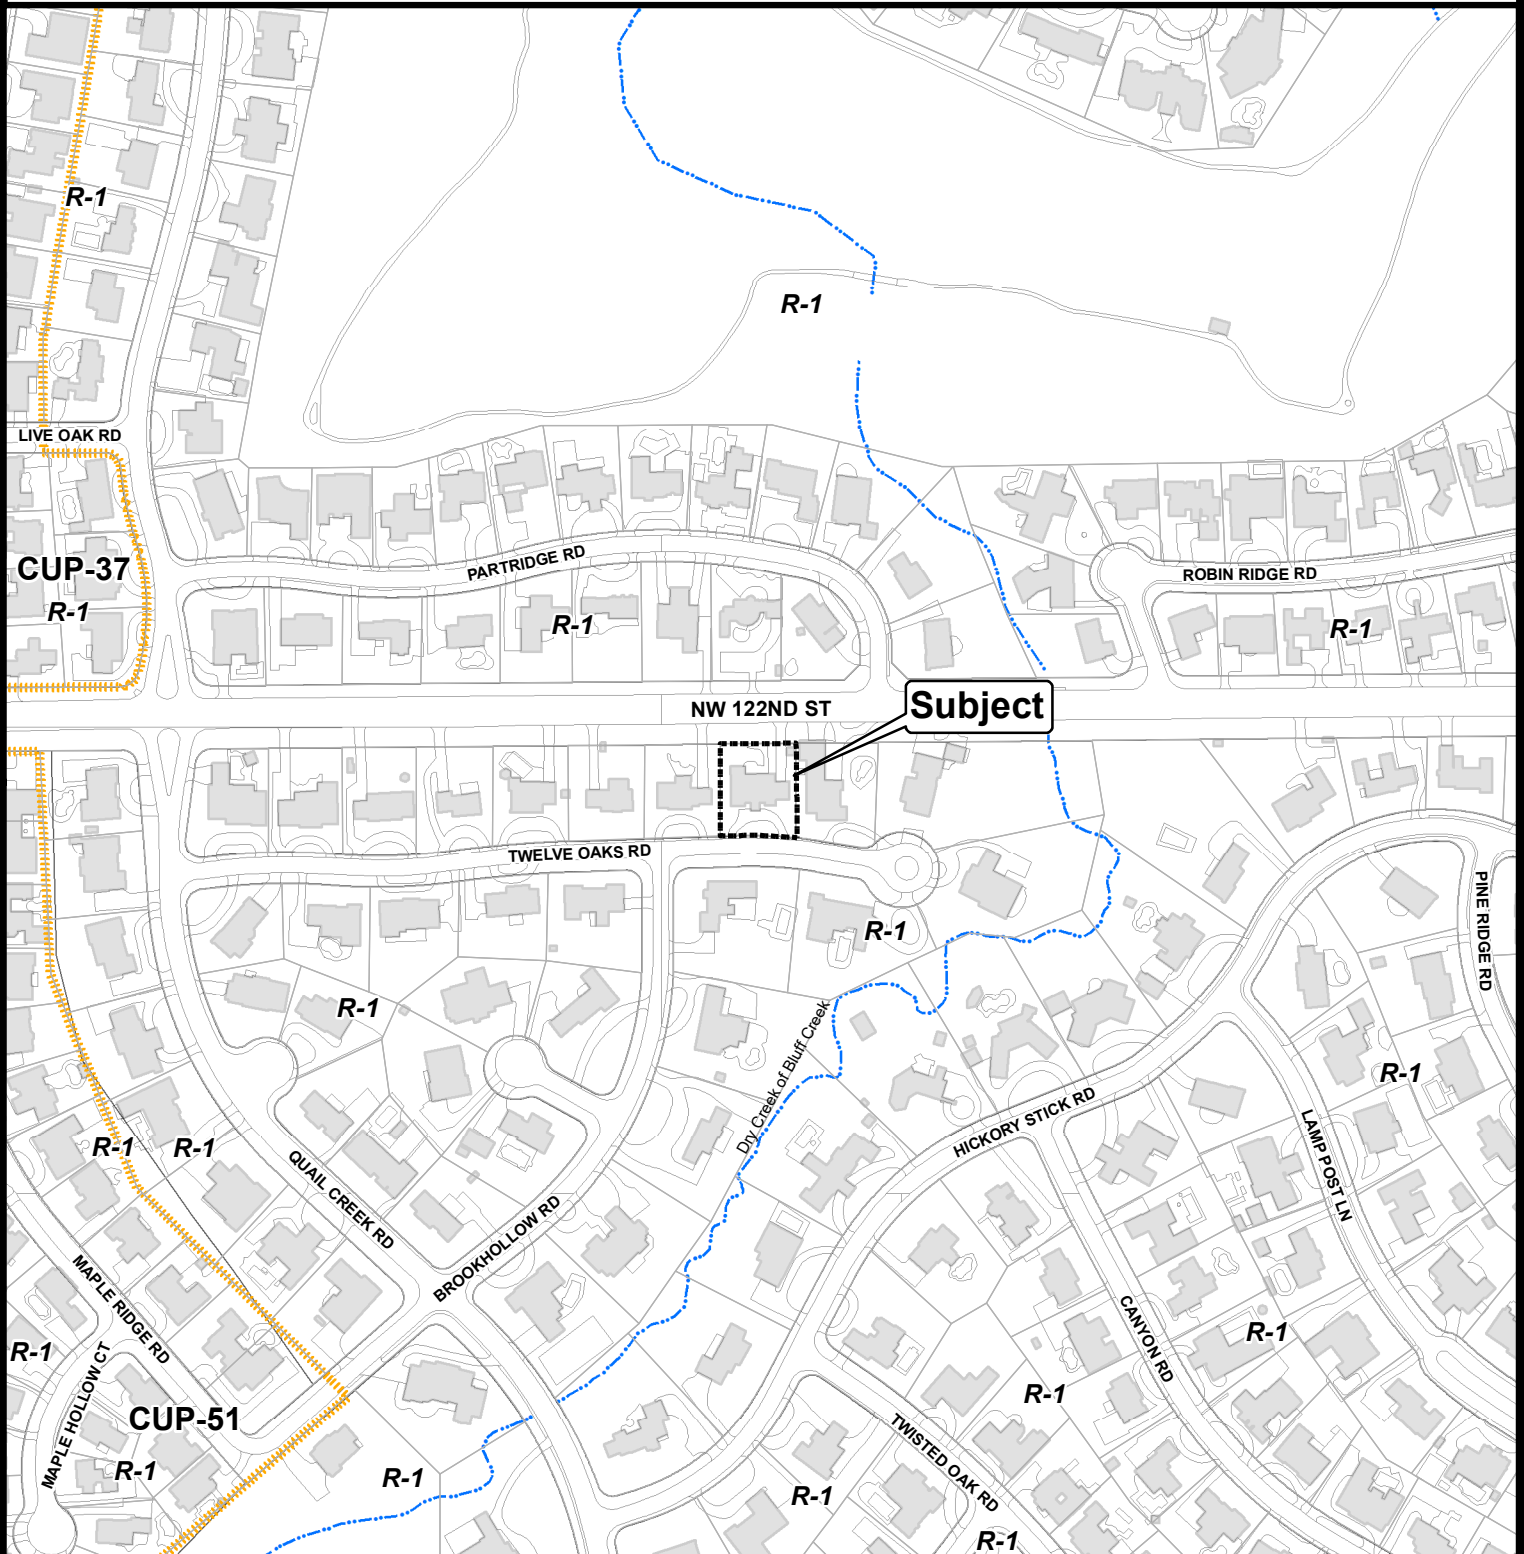 R-1
R-1
LIVE OAK RD
CUP-37
R-1
PARTRIDGE RD
R-1
ROBIN RIDGE RD
R-1
NW 122ND ST
Subject
TWELVE OAKS RD
R-1
PINE RIDGE RD
R-1
Dry Creek of Bluff Creek
R-1
HICKORY STICK RD
LAMP POST LN
R-1
R-1
QUAIL CREEK RD
BROOKHOLLOW RD
MAPLE RIDGE RD
CANYON RD
R-1
R-1
MAPLE HOLLOW CT
R-1
CUP-51
R-1
R-1
TWISTED OAK RD
R-1
R-1